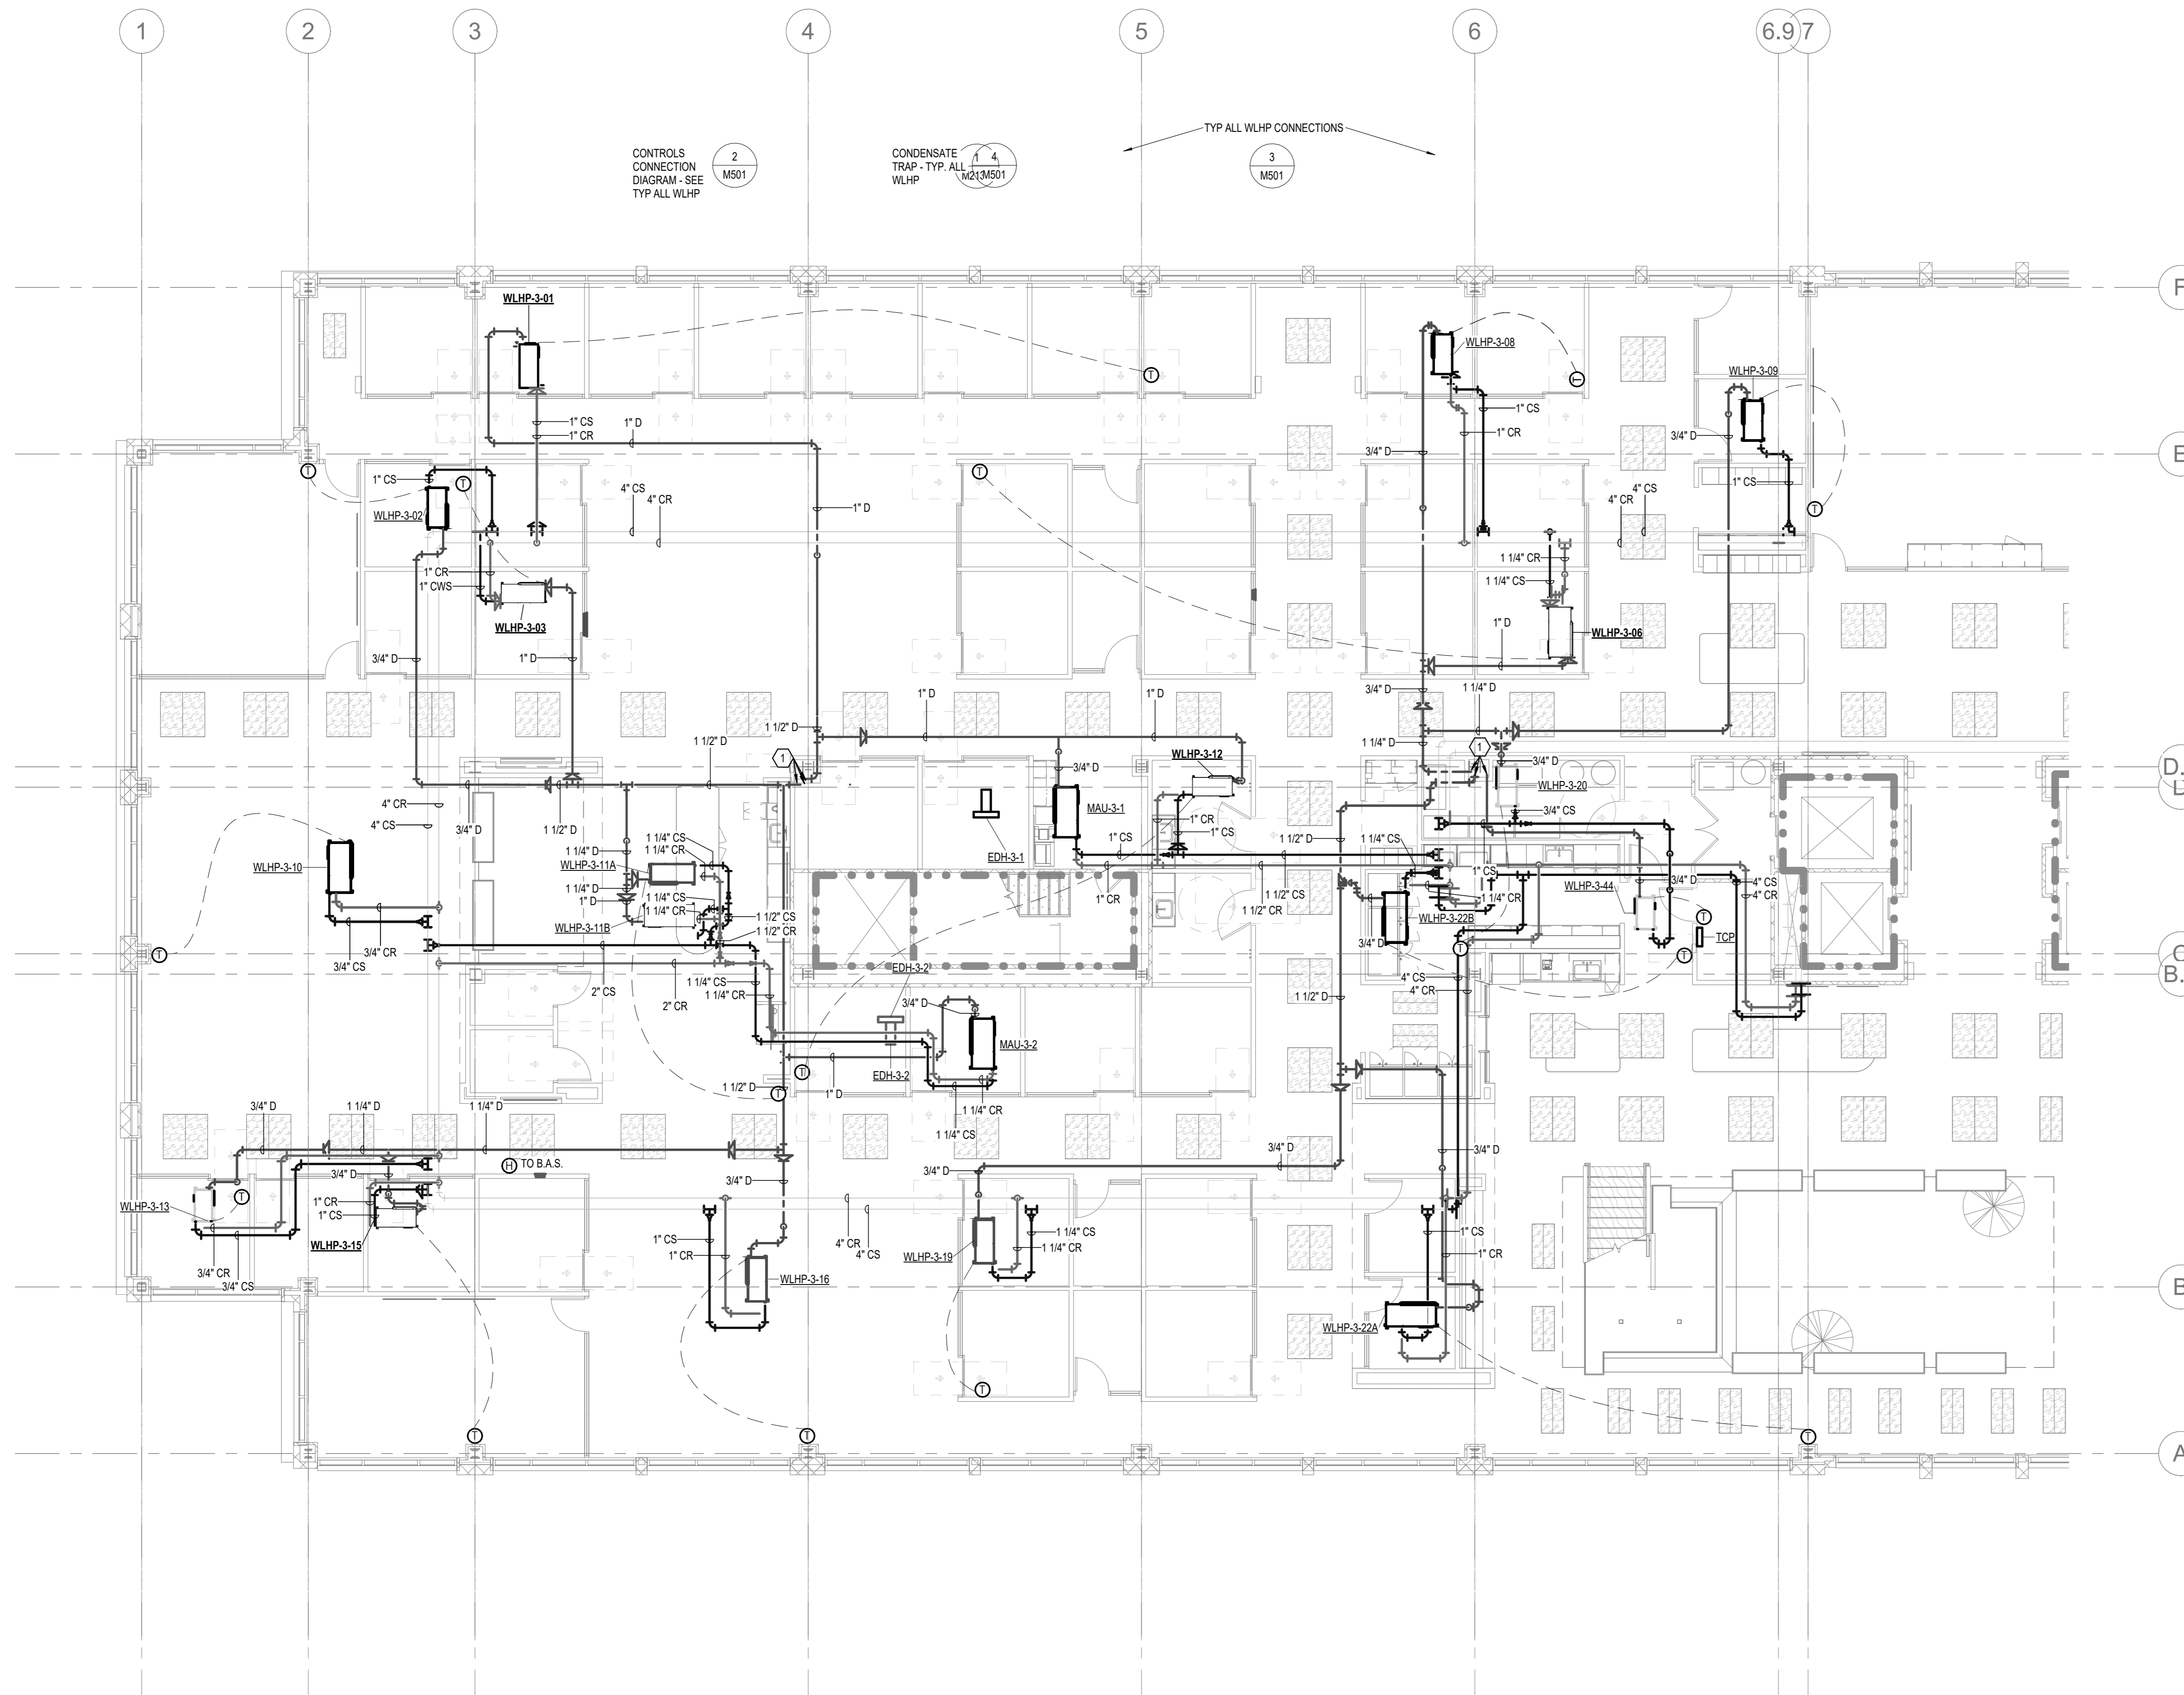 1
2
3
4
5
6
6.9
7
TYP ALL WLHP CONNECTIONS
CONTROLS
CONNECTION
DIAGRAM - SEE
TYP ALL WLHP
2
M501
CONDENSATE
TRAP - TYP. ALL
WLHP
1
M213
4
M501
3
M501
F
WLHP-3-01
WLHP-3-08
WLHP-3-09
T
T
1" CS
1" CR
1" D
1" CS
1" CR
3/4" D
3/4" D
E
T
T
T
1" CS
WLHP-3-02
4" CS
4" CR
1" D
4" CS
4" CR
1" CS
T
1" CR
1" CWS
1 1/4" CR
1 1/4" CS
WLHP-3-03
WLHP-3-06
1" D
3/4" D
1" D
3/4" D
1 1/4" D
1" D
1" D
1 1/2" D
1 1/2" D
1 1/4" D
WLHP-3-12
1
1
3/4" D
3/4" D
WLHP-3-20
D
4" CR
4" CS
3/4" D
1 1/2" D
MAU-3-1
3/4" CS
1 1/4" CS
1 1/4" CR
1 1/4" D
1" CR
1" CS
1" CS
1 1/2" D
1 1/4" CS
EDH-3-1
WLHP-3-10
WLHP-3-11A
1 1/4" D
1" D
1 1/4" CS
1 1/4" CR
1" CR
1 1/2" CS
1 1/2" CR
1" CS
1 1/4" CR
WLHP-3-44
3/4" D
4" CS
4" CR
1 1/2" CS
1 1/2" CR
WLHP-3-11B
WLHP-3-22B
T
TCP
3/4" D
T
T
T
3/4" CR
3/4" CS
EDH-3-2
C
B.
2" CS
2" CR
1 1/4" CS
1 1/4" CR
4" CS
4" CR
1 1/2" D
3/4" D
MAU-3-2
EDH-3-2
T
1 1/2" D
T
1" D
1 1/4" CR
1 1/4" CS
3/4" D
1 1/4" D
1 1/4" D
H
TO B.A.S.
3/4" D
3/4" D
3/4" D
3/4" D
3/4" D
T
WLHP-3-13
1" CR
1" CS
WLHP-3-15
3/4" CR
3/4" CS
1" CS
1" CR
4" CR
4" CS
WLHP-3-16
WLHP-3-19
1 1/4" CS
1 1/4" CR
1" CS
1" CR
B
WLHP-3-22A
T
T
T
T
A